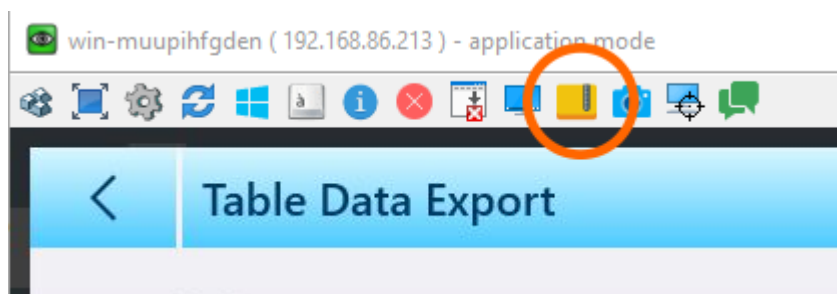 win-muupihfgden ( 192.168.86.213 ) - application mode
à
i
Table Data Export